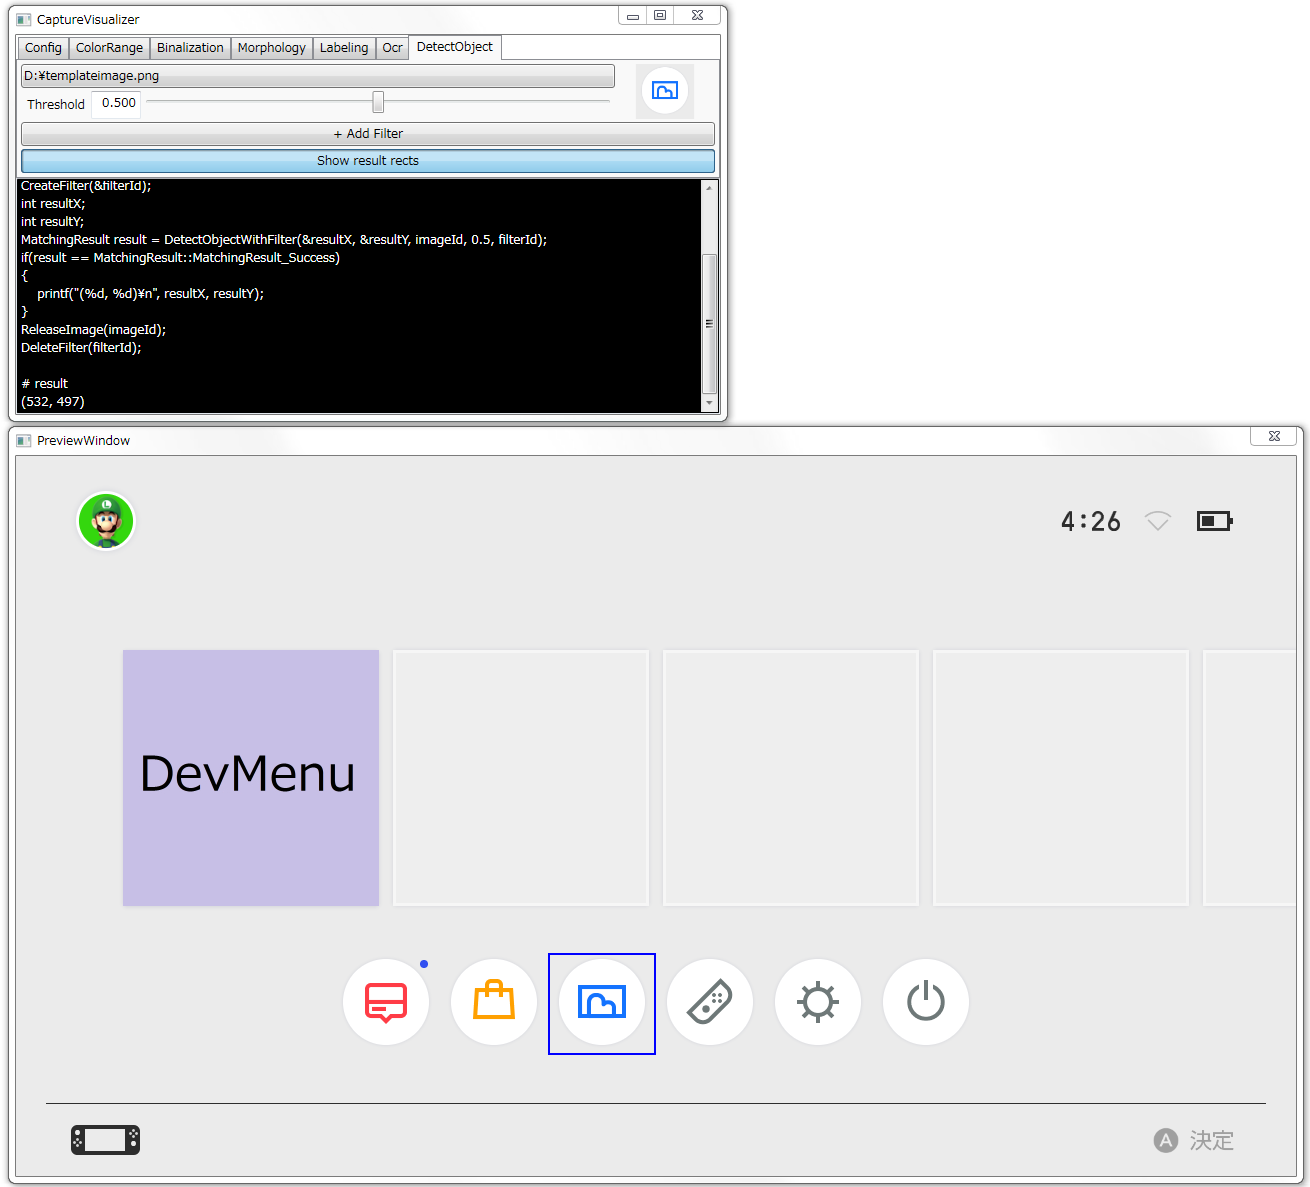 CaptureVisualizer
Config ColorRange Binalization Morphology Labeling Ocr DetectObject
D:¥templateimage.png
Threshold 0.500
+ Add Filter
Show result rects
CreateFilter(&filterId);
int resultX;
int resultY;
MatchingResult result = DetectObjectWithFilter(&resultX, &resultY, imageId, 0.5, filterId);
if(result == MatchingResult::MatchingResult_Success)
{
    printf("(%d, %d)¥n", resultX, resultY);
}
ReleaseImage(imageId);
DeleteFilter(filterId);
# result
(532, 497)
PreviewWindow
L
4:26
DevMenu
A 決定